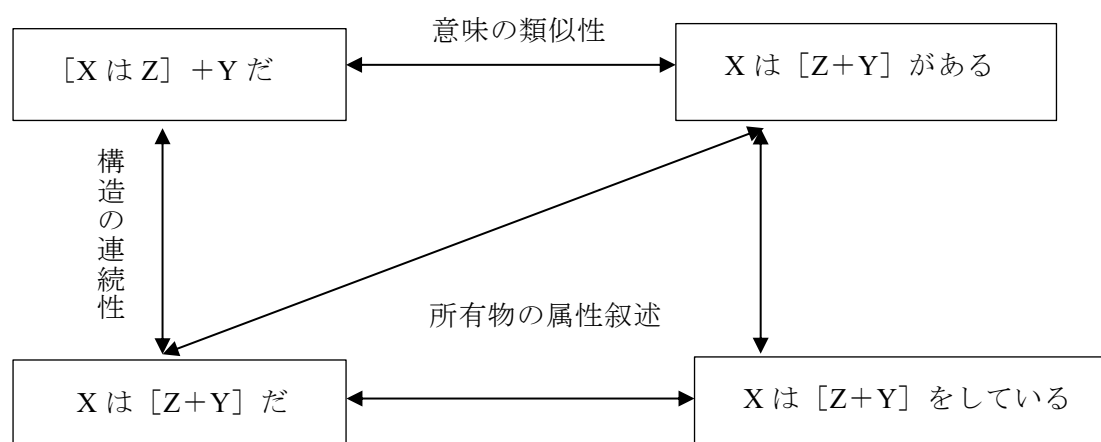 意味の類似性
［X は Z］＋Y だ
X は［Z＋Y］がある
構造の連続性
所有物の属性叙述
X は［Z＋Y］だ
X は［Z＋Y］をしている